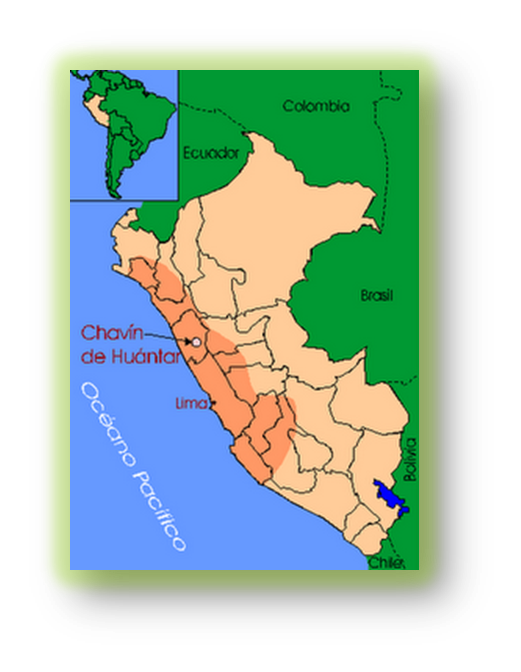 Colombia
Ecuador
Brasil
Chavín
de Huántar
Lima
Océano Pacífico
Bolivia
Chile